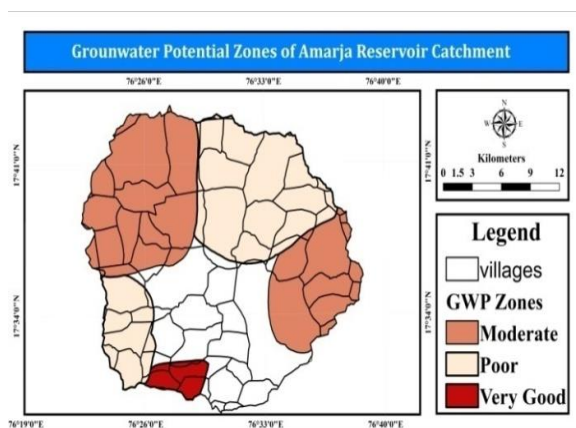 Grounwater Potential Zones of Amarja Reservoir Catchment
76°26'0"E 76°33'0"E 76°40'0"E
17°41'0"N
17°34'0"N
17°41'0"N
17°34'0"N
76°19'0"E 76°26'0"E 76°33'0"E 76°40'0"E
N
W E
S
Kilometers
0 1.5 3 6 9 12
Legend
villages
GWP Zones
Moderate
Poor
Very Good